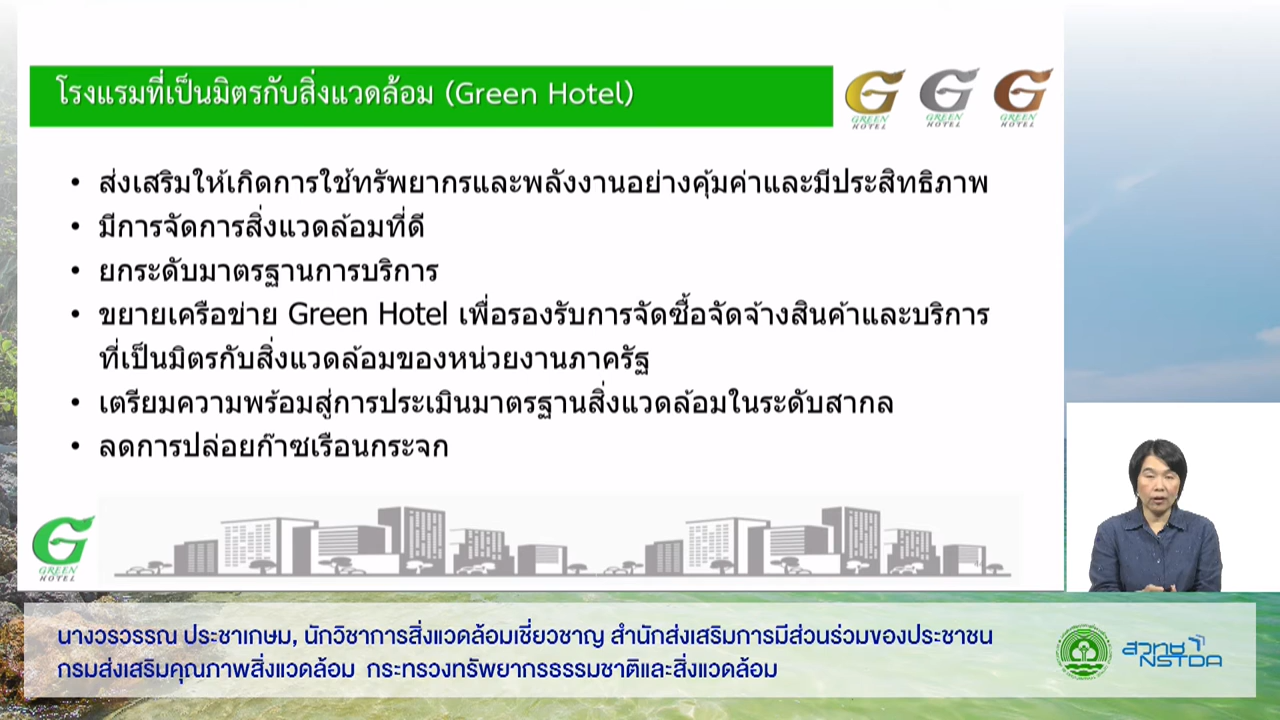 โรงแรมที่เป็นมิตรกับสิ่งแวดล้อม (Green Hotel)
GREEN HOTEL
GREEN HOTEL
GREEN HOTEL
• ส่งเสริมให้เกิดการใช้ทรัพยากรและพลังงานอย่างคุ้มค่าและมีประสิทธิภาพ
• มีการจัดการสิ่งแวดล้อมที่ดี
• ยกระดับมาตรฐานการบริการ
• ขยายเครือข่าย Green Hotel เพื่อรองรับการจัดซื้อจัดจ้างสินค้าและบริการ
ที่เป็นมิตรกับสิ่งแวดล้อมของหน่วยงานภาครัฐ
• เตรียมความพร้อมสู่การประเมินมาตรฐานสิ่งแวดล้อมในระดับสากล
• ลดการปล่อยก๊าซเรือนกระจก
GREEN
HOTEL
นางวรวรรณ ประชาเกษม, นักวิชาการสิ่งแวดล้อมเชี่ยวชาญ สำนักส่งเสริมการมีส่วนร่วมของประชาชน
กรมส่งเสริมคุณภาพสิ่งแวดล้อม กระทรวงทรัพยากรธรรมชาติและสิ่งแวดล้อม
สวทช
NSTDA